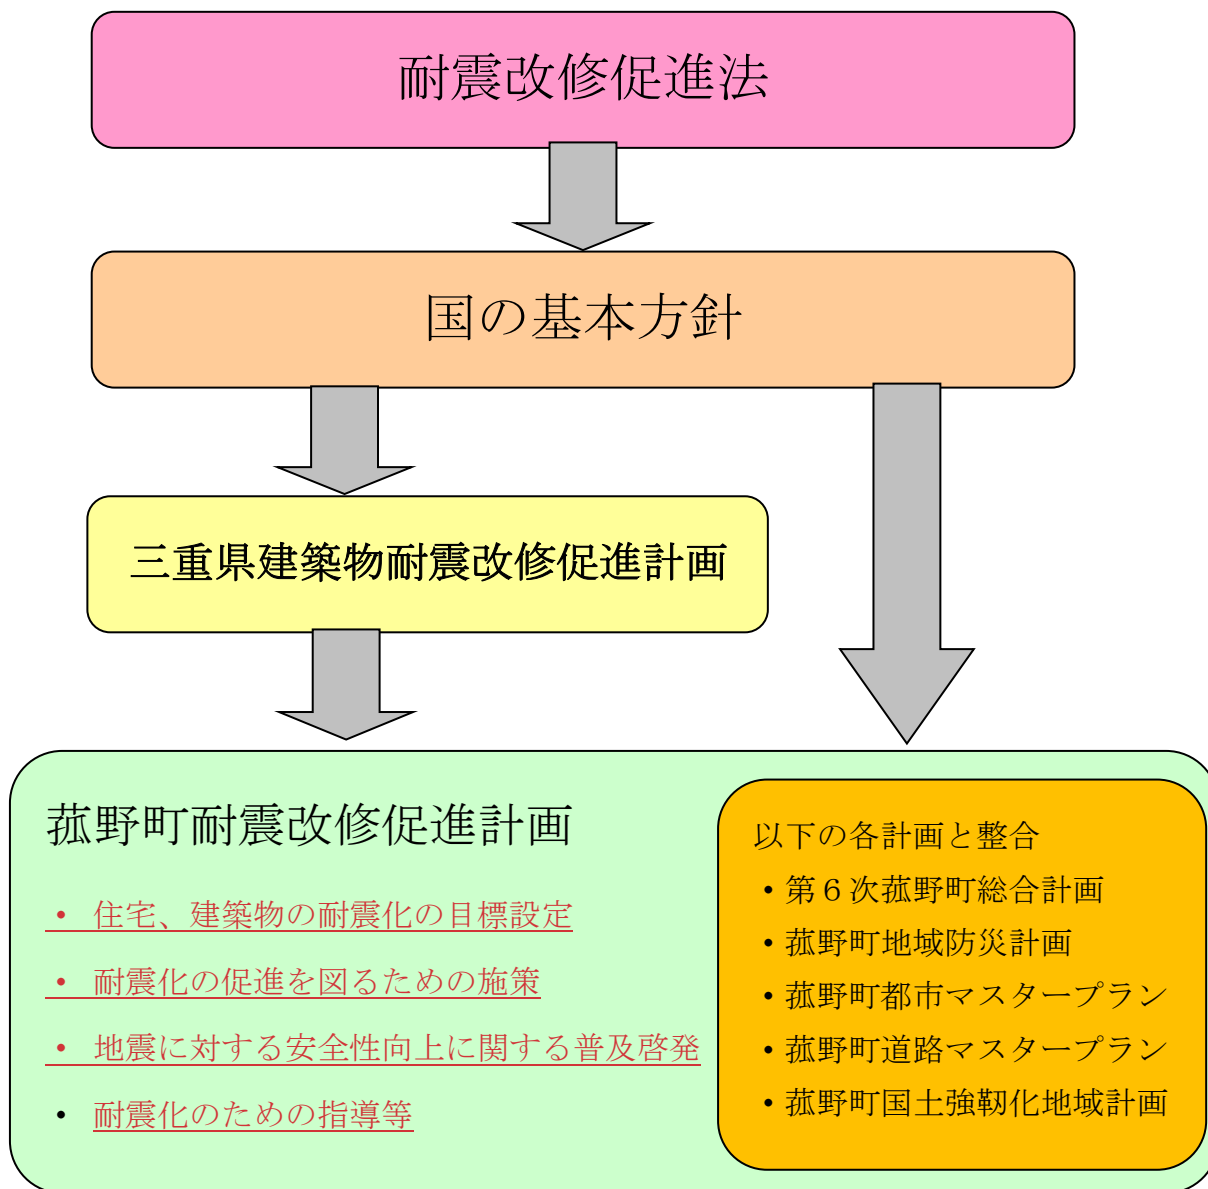 耐震改修促進法
国の基本方針
三重県建築物耐震改修促進計画
菰野町耐震改修促進計画
・ 住宅、建築物の耐震化の目標設定
・ 耐震化の促進を図るための施策
・ 地震に対する安全性向上に関する普及啓発
・ 耐震化のための指導等
以下の各計画と整合
・第６次菰野町総合計画
・菰野町地域防災計画
・菰野町都市マスタープラン
・菰野町道路マスタープラン
・菰野町国土強靭化地域計画